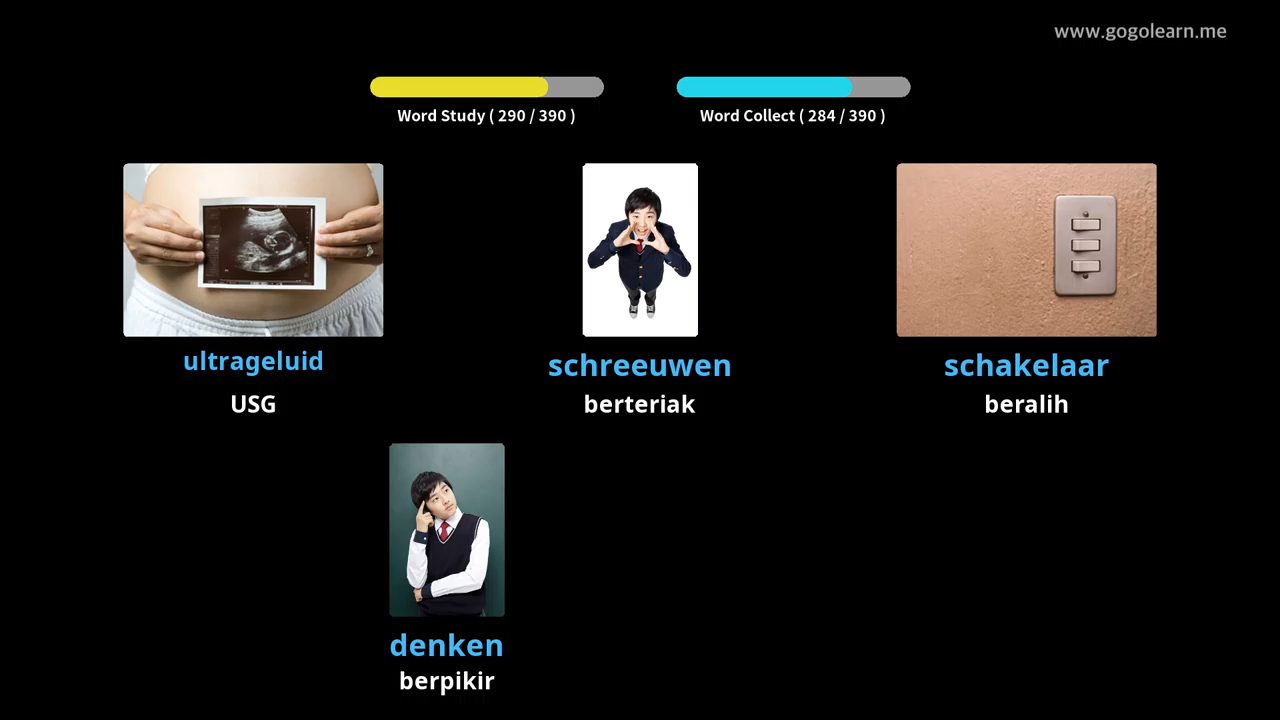 www.gogolearn.me
Word Study ( 290 / 390 )
Word Collect ( 284 / 390 )
ultrageluid
USG
schreeuwen
berteriak
schakelaar
beralih
denken
berpikir